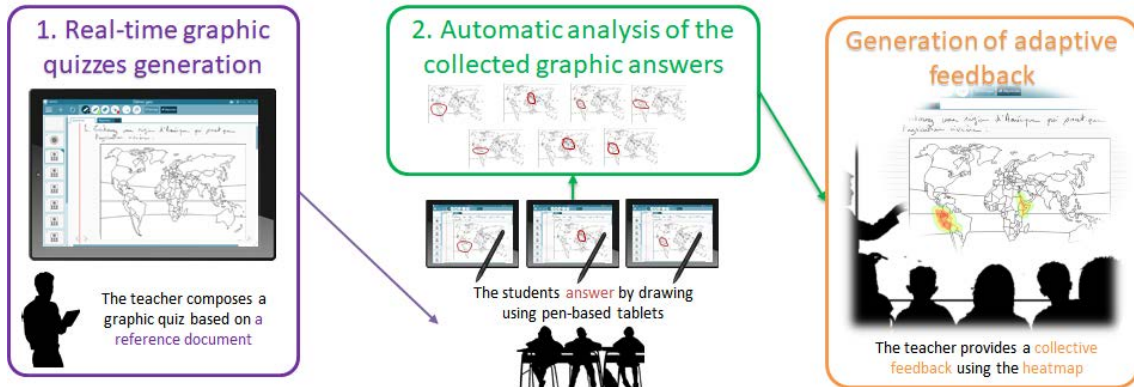 1. Real-time graphic
quizzes generation
The teacher composes a
graphic quiz based on a
reference document
2. Automatic analysis of the
collected graphic answers
The students answer by drawing
using pen-based tablets
Generation of adaptive
feedback
The teacher provides a collective
feedback using the heatmap